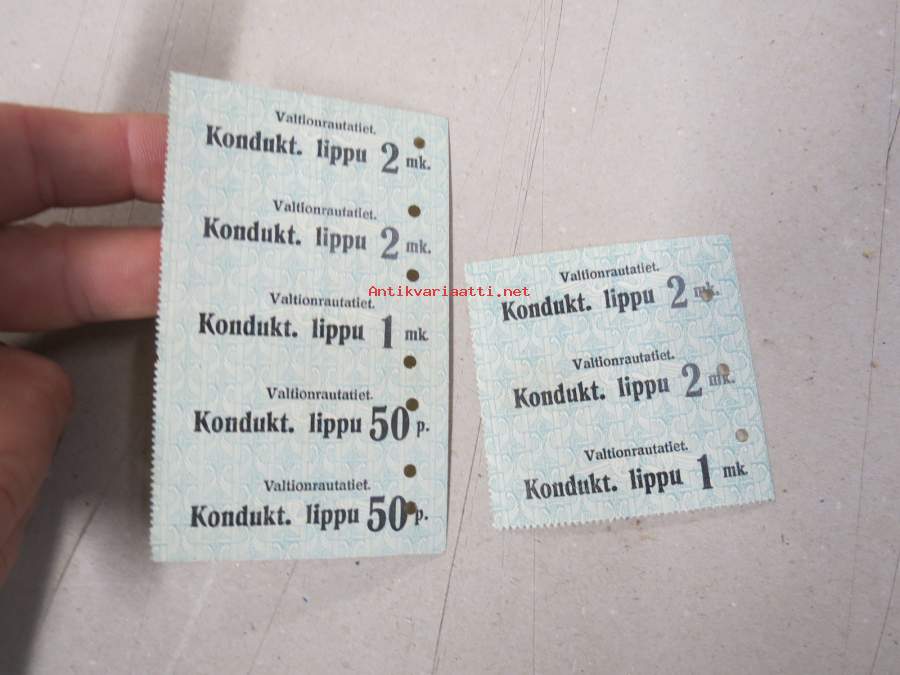 Valtionrautatiet.
Kondukt. lippu 2 mk.
Valtionrautatiet.
Kondukt. lippu 2 mk.
Valtionrautatiet.
Kondukt. lippu 1 mk
Valtionrautatiet.
Kondukt. lippu 50 p.
Valtionrautatiet.
Kondukt. lippu 50 p.
Valtionrautatiet.
Kondukt. lippu 2 mk.
Valtionrautatiet.
Kondukt. lippu 2 mk.
Valtionrautatiet.
Kondukt. lippu 1 mk.
Antikvariaatti.net